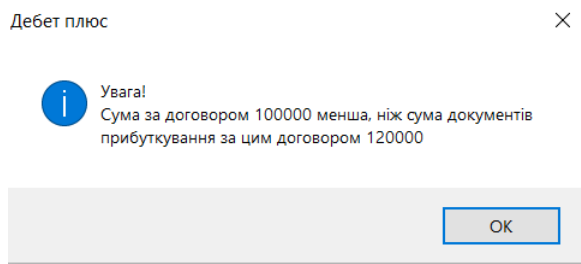 Дебет плюс
Увага!
Сума за договором 100000 менша, ніж сума документів
прибуткування за цим договором 120000
OK